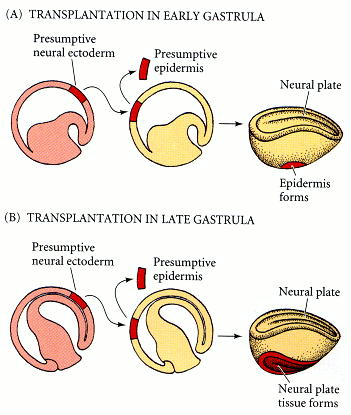 (A) TRANSPLANTATION IN EARLY GASTRULA
Presumptive
neural ectoderm
Presumptive
epidermis
Neural plate
Epidermis
forms
(B) TRANSPLANTATION IN LATE GASTRULA
Presumptive
neural ectoderm
Presumptive
epidermis
Neural plate
Neural plate
tissue forms